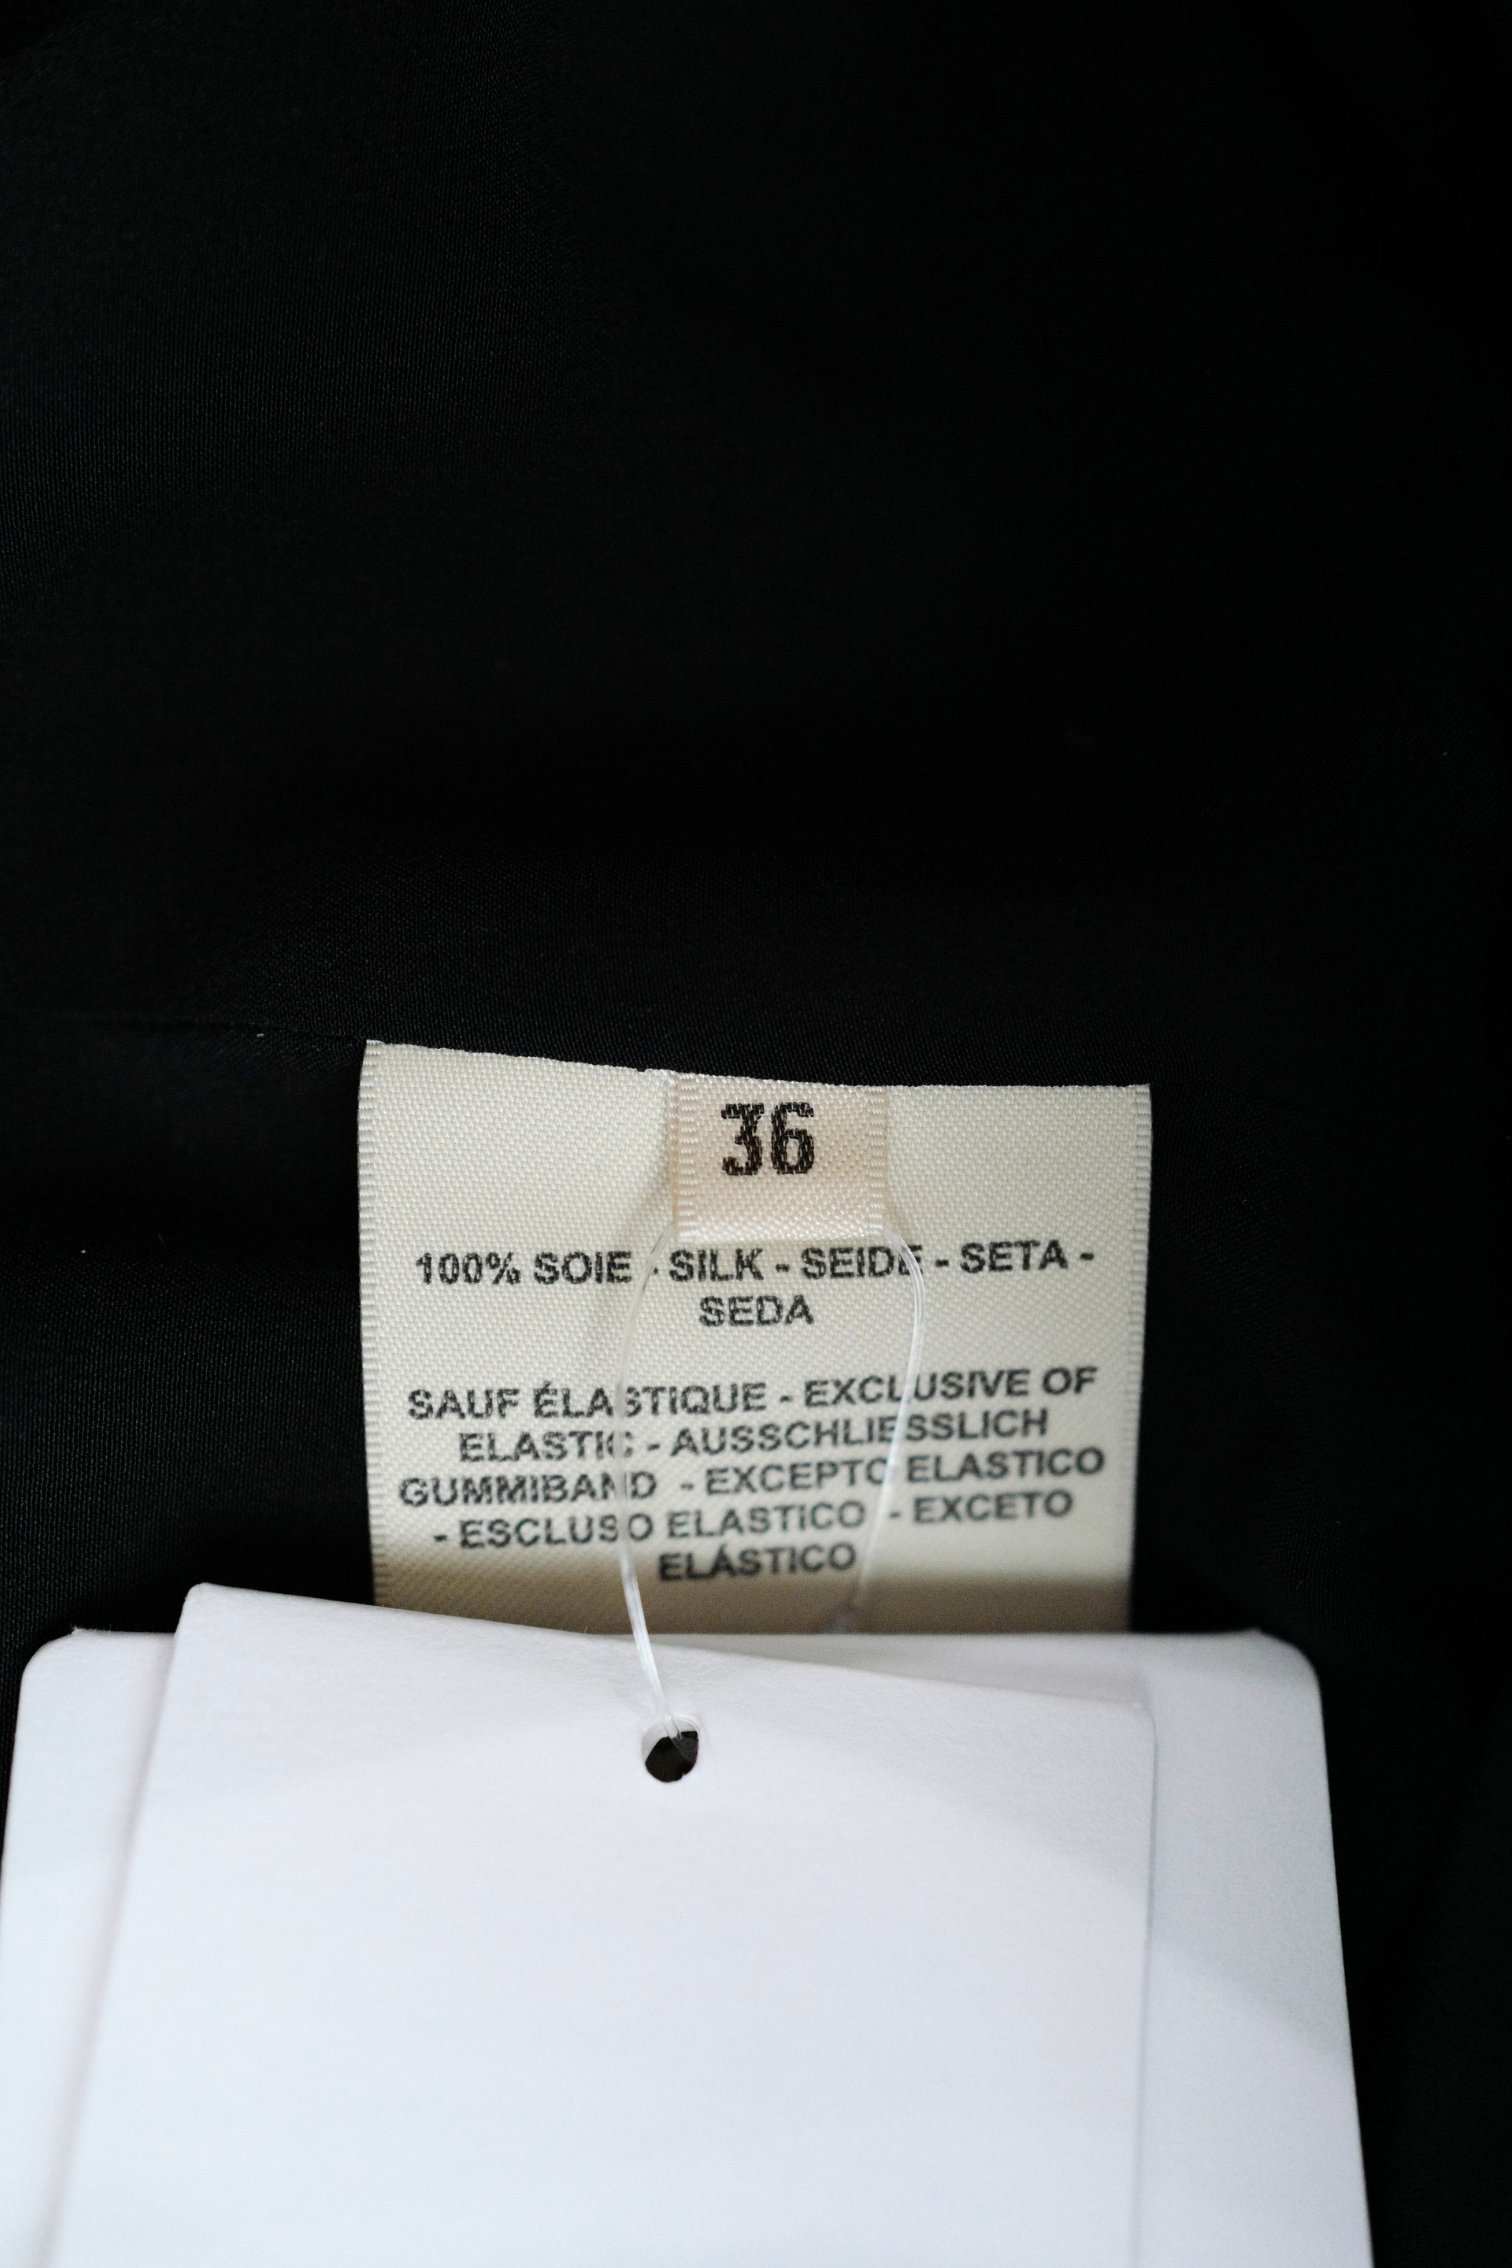 36
100% SOIE - SILK - SEIDE - SETA -
SEDA
SAUF ÉLASTIQUE - EXCLUSIVE OF
ELASTIC - AUSSCHLIESSLICH
GUMMIBAND - EXCEPTO ELASTICO
- ESCLUSO ELASTICO - EXCETO
ELÁSTICO